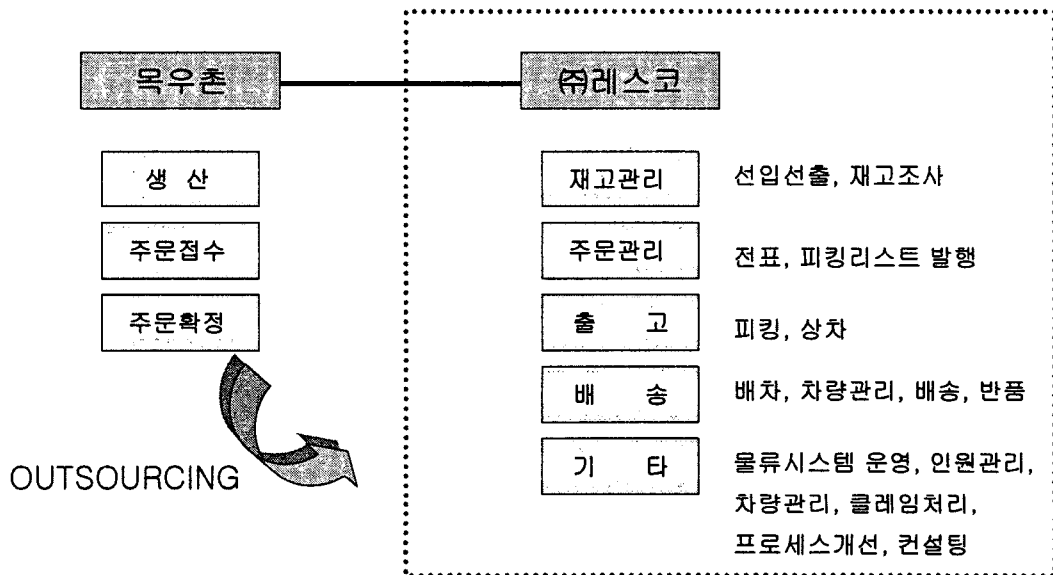 목우촌
㈜레스코
생 산
주문접수
주문확정
OUTSOURCING
재고관리
선입선출, 재고조사
주문관리
전표, 피킹리스트 발행
출 고
피킹, 상차
배 송
배차, 차량관리, 배송, 반품
기 타
물류시스템 운영, 인원관리,
차량관리, 클레임처리,
프로세스개선, 컨설팅